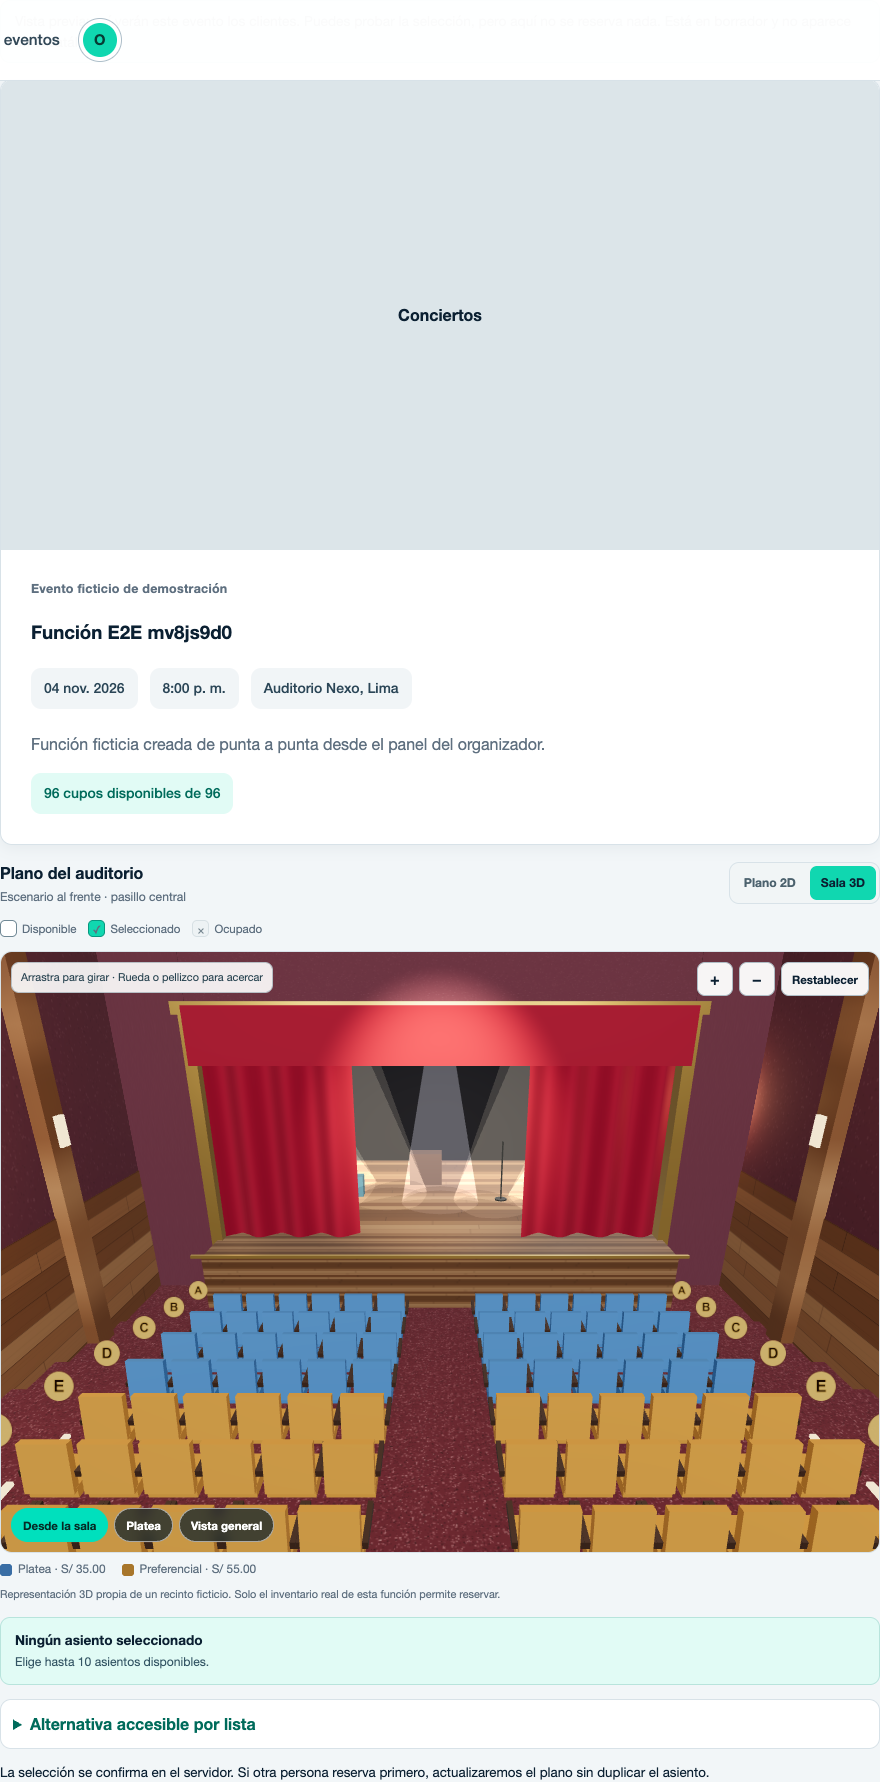 eventos
O
Conciertos
Evento ficticio de demostración
Función E2E mv8js9d0
04 nov. 2026
8:00 p. m.
Auditorio Nexo, Lima
Función ficticia creada de punta a punta desde el panel del organizador.
96 cupos disponibles de 96
Plano del auditorio
Escenario al frente · pasillo central
Plano 2D
Sala 3D
Disponible
Seleccionado
Ocupado
Arrastra para girar · Rueda o pellizco para acercar
+
−
Restablecer
A
A
B
B
C
C
D
D
E
E
Desde la sala
Platea
Vista general
Platea · S/ 35.00
Preferencial · S/ 55.00
Representación 3D propia de un recinto ficticio. Solo el inventario real de esta función permite reservar.
Ningún asiento seleccionado
Elige hasta 10 asientos disponibles.
Alternativa accesible por lista
La selección se confirma en el servidor. Si otra persona reserva primero, actualizaremos el plano sin duplicar el asiento.